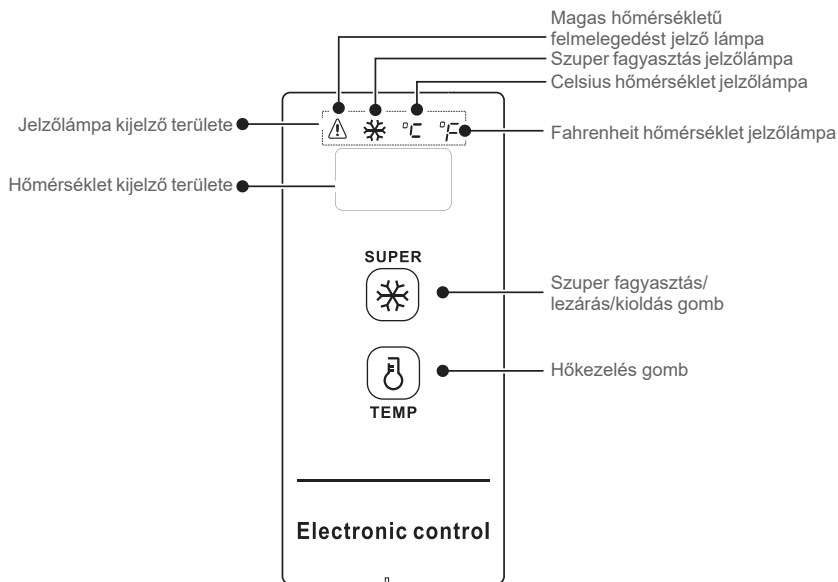 Magas hőmérsékletű
felmelegedést jelző lámpa
Szuper fagyasztás jelzőlámpa
Celsius hőmérséklet jelzőlámpa
Jelzőlámpa kijelző területe
°C °F
Fahrenheit hőmérséklet jelzőlámpa
Hőmérséklet kijelző területe
SUPER
Szuper fagyasztás/
lezárás/kioldás gomb
Hőkezelés gomb
TEMP
Electronic control